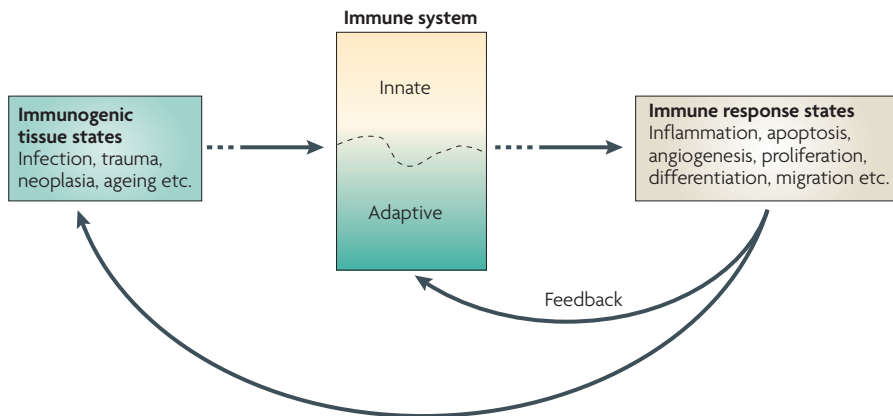 Immune system
Innate
Adaptive
Immunogenic
tissue states
Infection, trauma,
neoplasia, ageing etc.
Immune response states
Inflammation, apoptosis,
angiogenesis, proliferation,
differentiation, migration etc.
Feedback